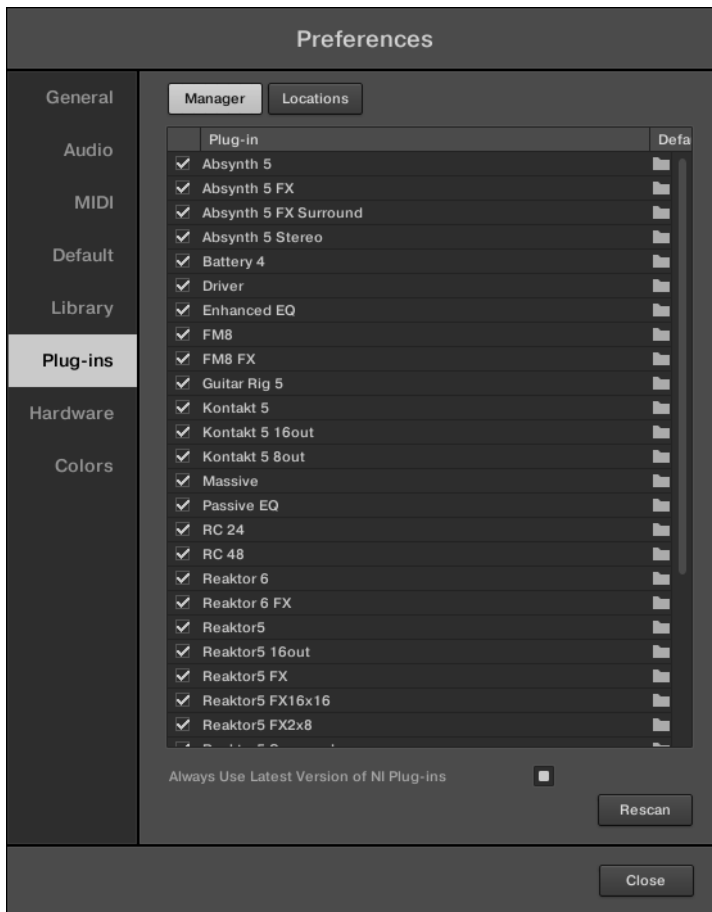 Preferences
General
Audio
MIDI
Default
Library
Plug-ins
Hardware
Colors
Manager
Locations
Plug-in Defa
Absynth 5
Absynth 5 FX
Absynth 5 FX Surround
Absynth 5 Stereo
Battery 4
Driver
Enhanced EQ
FM8
FM8 FX
Guitar Rig 5
Kontakt 5
Kontakt 5 16out
Kontakt 5 8out
Massive
Passive EQ
RC 24
RC 48
Reaktor 6
Reaktor 6 FX
Reaktor5
Reaktor5 16out
Reaktor5 FX
Reaktor5 FX16x16
Reaktor5 FX2x8
Always Use Latest Version of NI Plug-ins
Rescan
Close